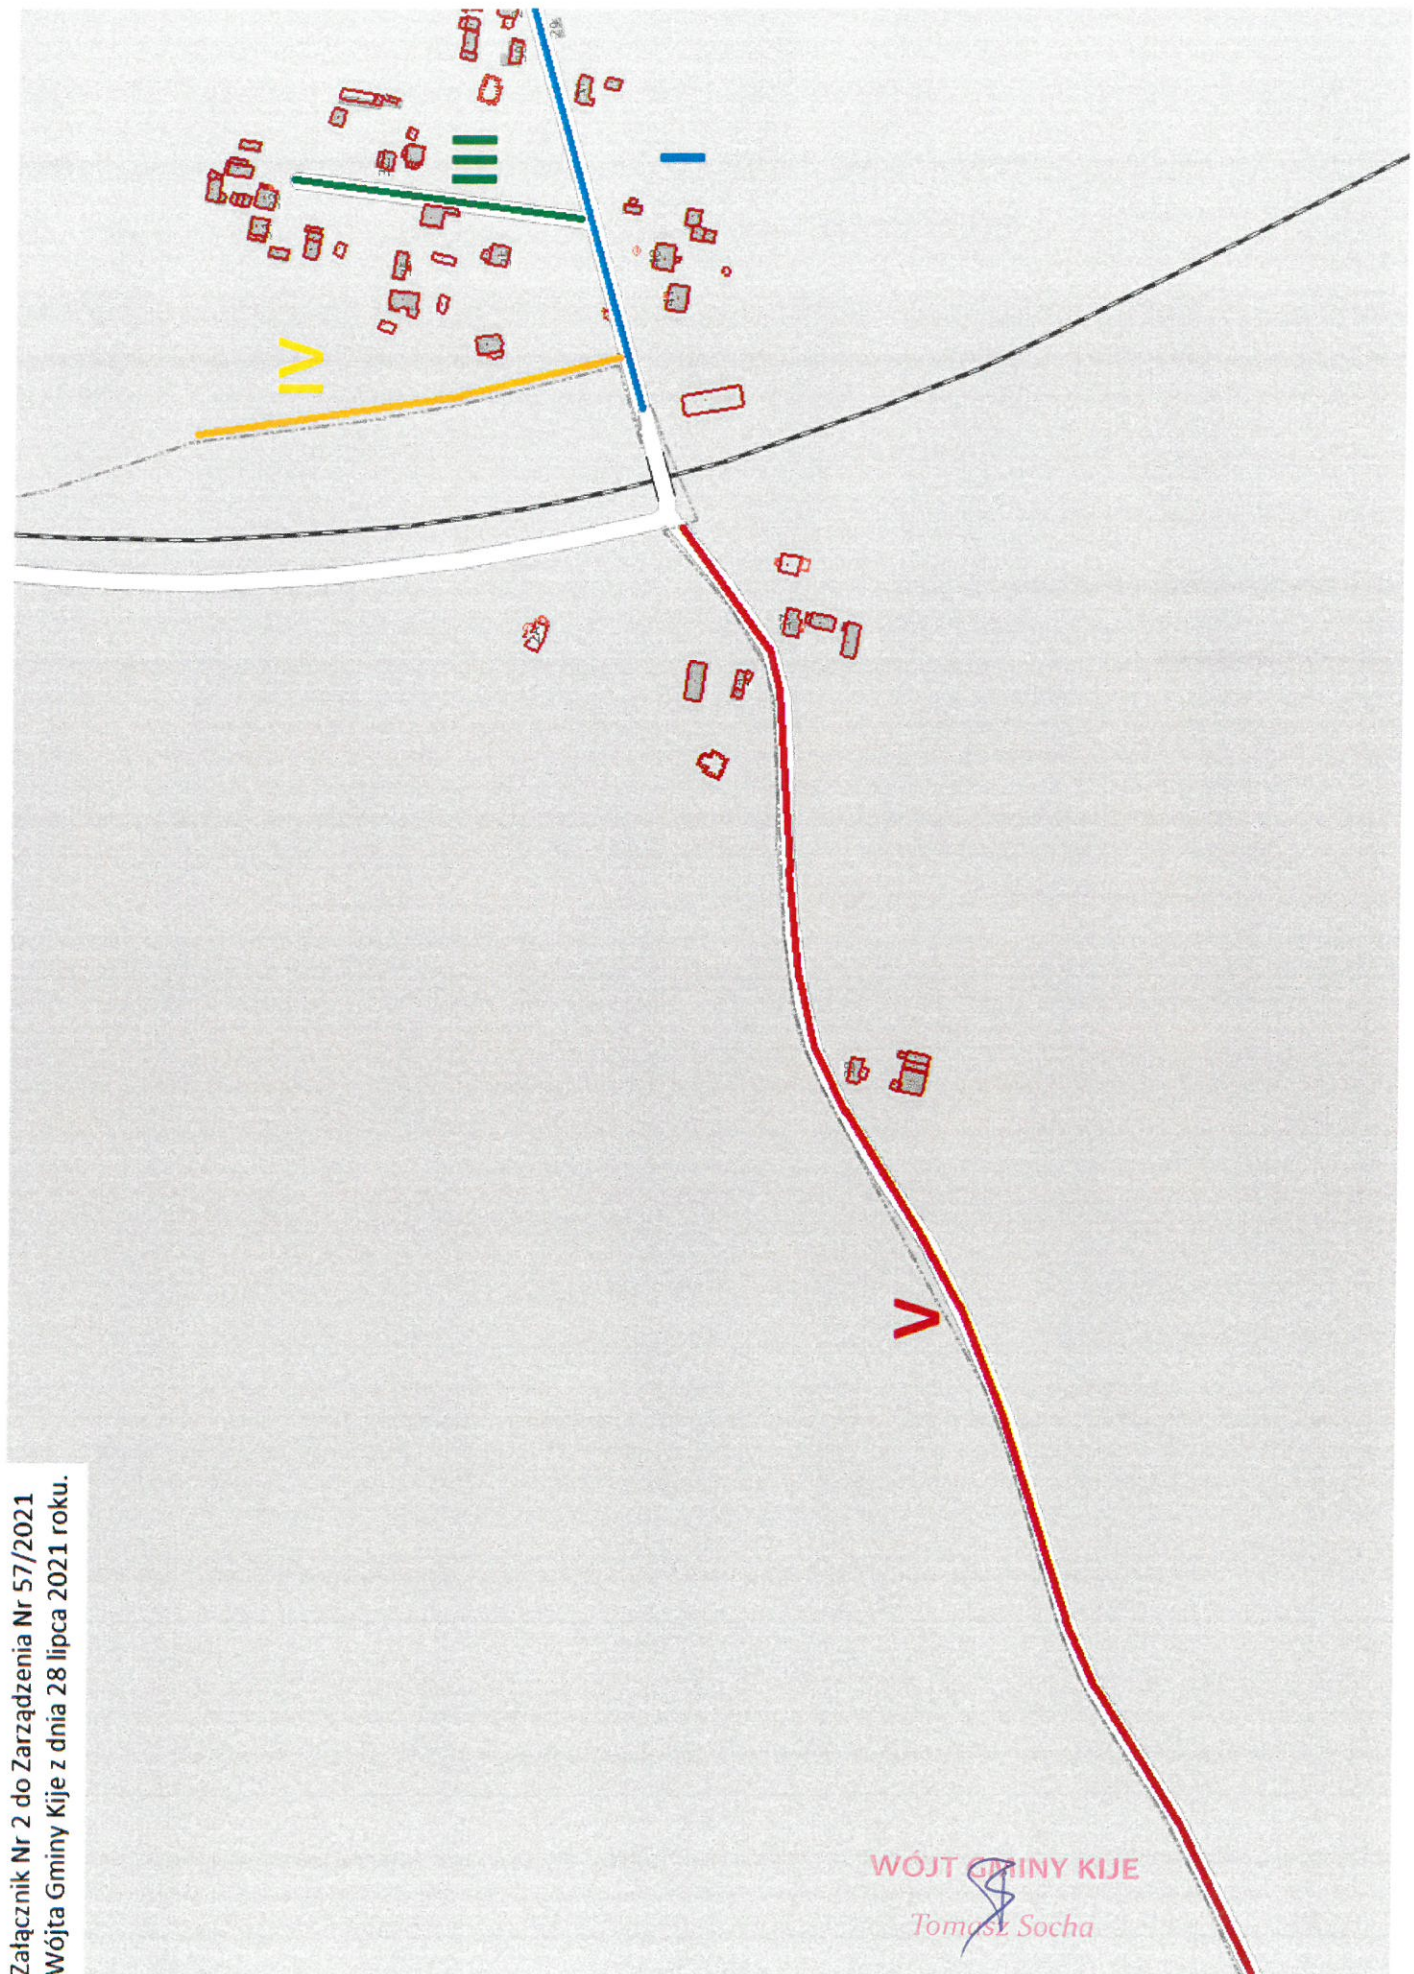 Załącznik Nr 2 do Zarządzenia Nr 57/2021
Wójta Gminy Kije z dnia 28 lipca 2021 roku.
I
III
IV
V
WÓJT GMINY KIJE
Tomasz Socha